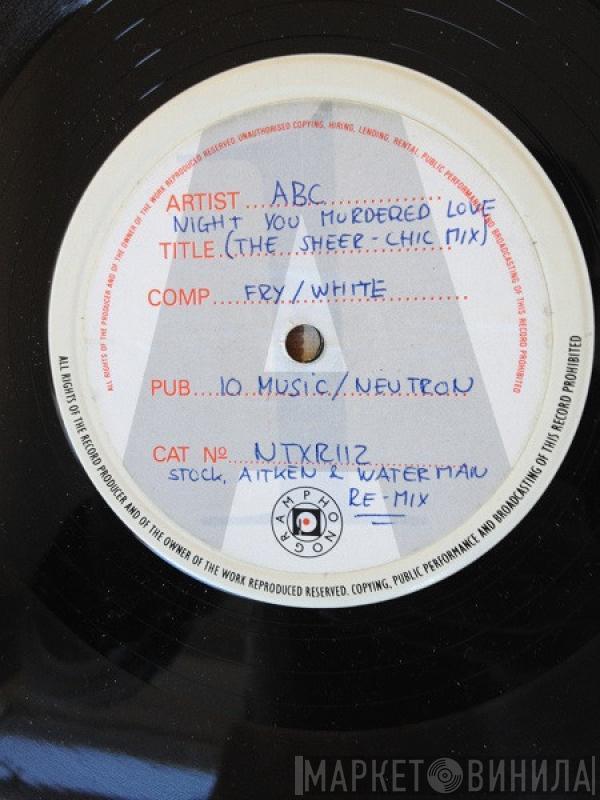 ALL RIGHTS OF THE PRODUCER AND OF THE OWNER OF THE WORK REPRODUCED RESERVED. UNAUTHORISED COPYING, HIRING, LENDING, RENTAL, PUBLIC PERFORMANCE AND BROADCASTING OF THIS RECORD PROHIBITED
ARTIST ABC
NIGHT YOU MURDERED LOVE
TITLE (THE SHEER-CHIC MIX)
COMP FRY/WHITE
PUB 10 MUSIC/NEUTRON
CAT Nº NTXR112
STOCK, AITKEN & WATERMAN
RE-MIX
PHONOGRAM
ALL RIGHTS OF THE RECORD PRODUCER AND OF THE OWNER OF THE WORK REPRODUCED RESERVED. COPYING, PUBLIC PERFORMANCE AND BROADCASTING OF THIS RECORD PROHIBITED
МАРКЕТ ВИНИЛА